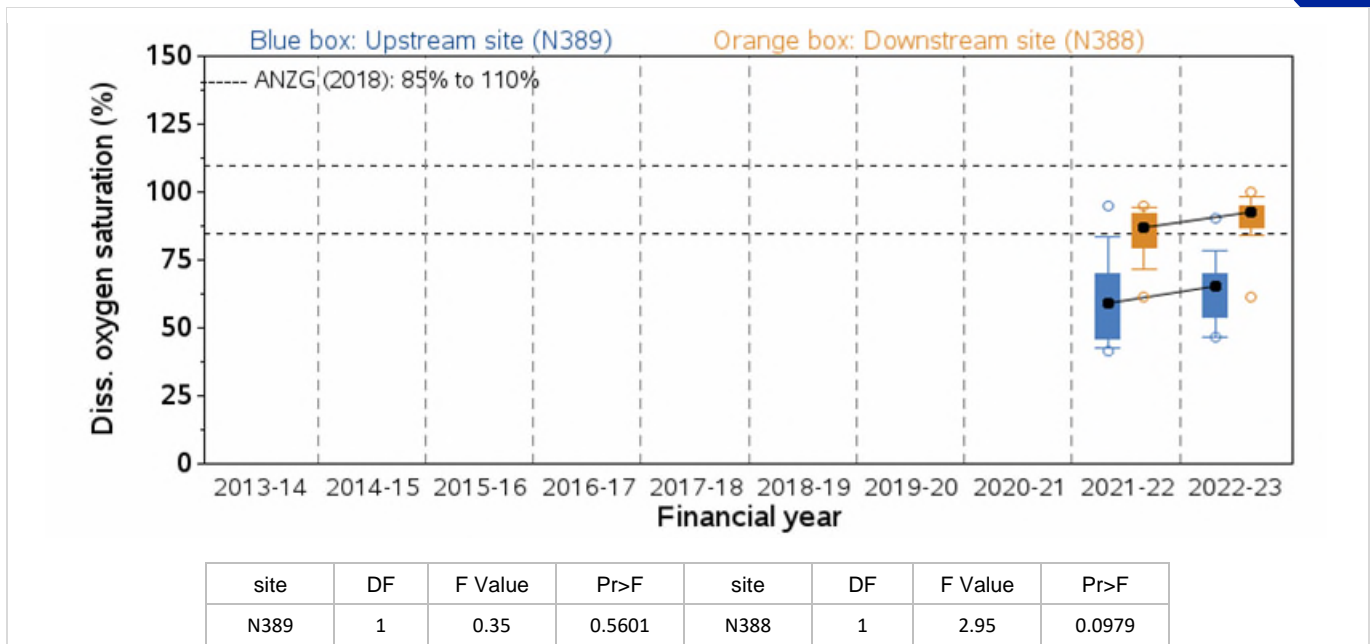 Blue box: Upstream site (N389) Orange box: Downstream site (N388)
150
ANZG (2018): 85% to 110%
125
100
75
50
25
0
Diss. oxygen saturation (%)
2013-14 2014-15 2015-16 2016-17 2017-18 2018-19 2019-20 2020-21 2021-22 2022-23
Financial year
site DF F Value Pr>F site DF F Value Pr>F
N389 1 0.35 0.5601 N388 1 2.95 0.0979